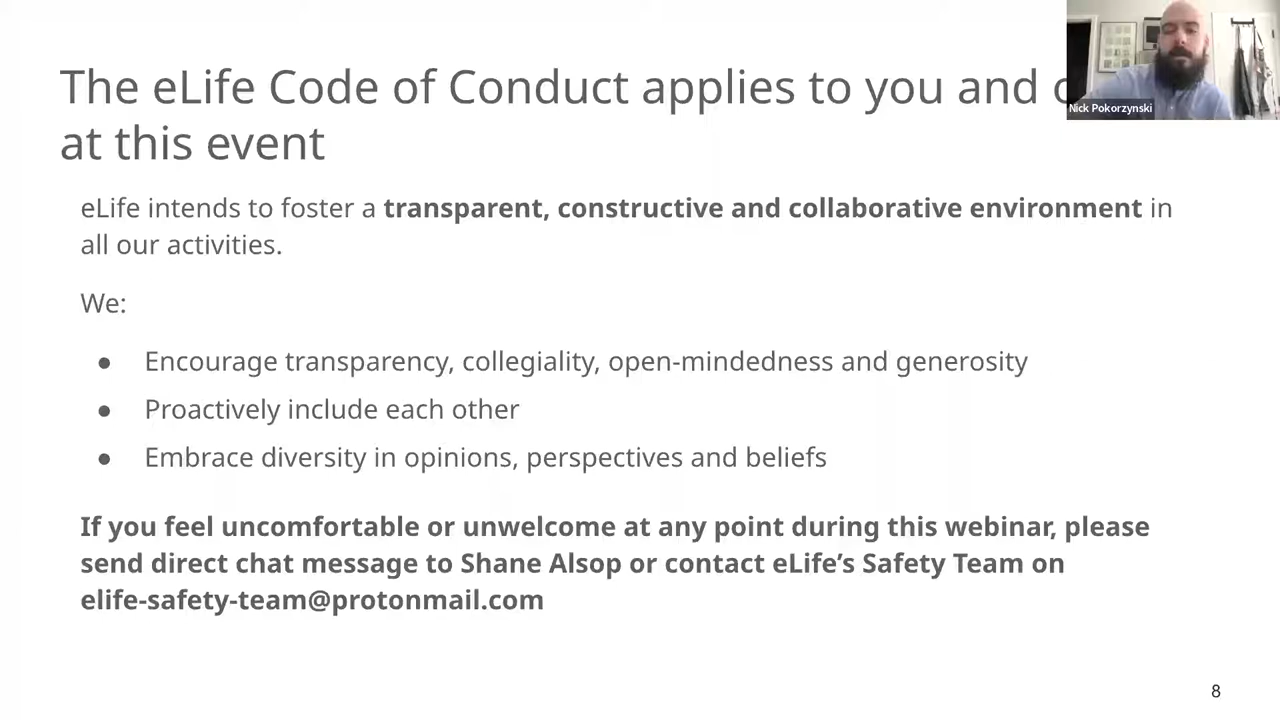 The eLife Code of Conduct applies to you and
at this event
Nick Pokorzynski
eLife intends to foster a transparent, constructive and collaborative environment in
all our activities.
We:
● Encourage transparency, collegiality, open-mindedness and generosity
● Proactively include each other
● Embrace diversity in opinions, perspectives and beliefs
If you feel uncomfortable or unwelcome at any point during this webinar, please
send direct chat message to Shane Alsop or contact eLife’s Safety Team on
elife-safety-team@protonmail.com
8